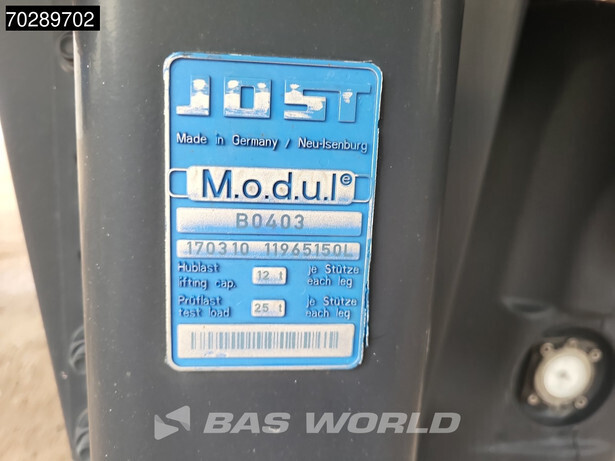 70289702
JOST
Made in Germany / Neu-Isenburg
M.o.d.u.l®
B0403
170310 11965150L
Hublast
lifting cap. 12 t je Stütze
each leg
Prüflast
test load 25 t je Stütze
each leg
BAS WORLD